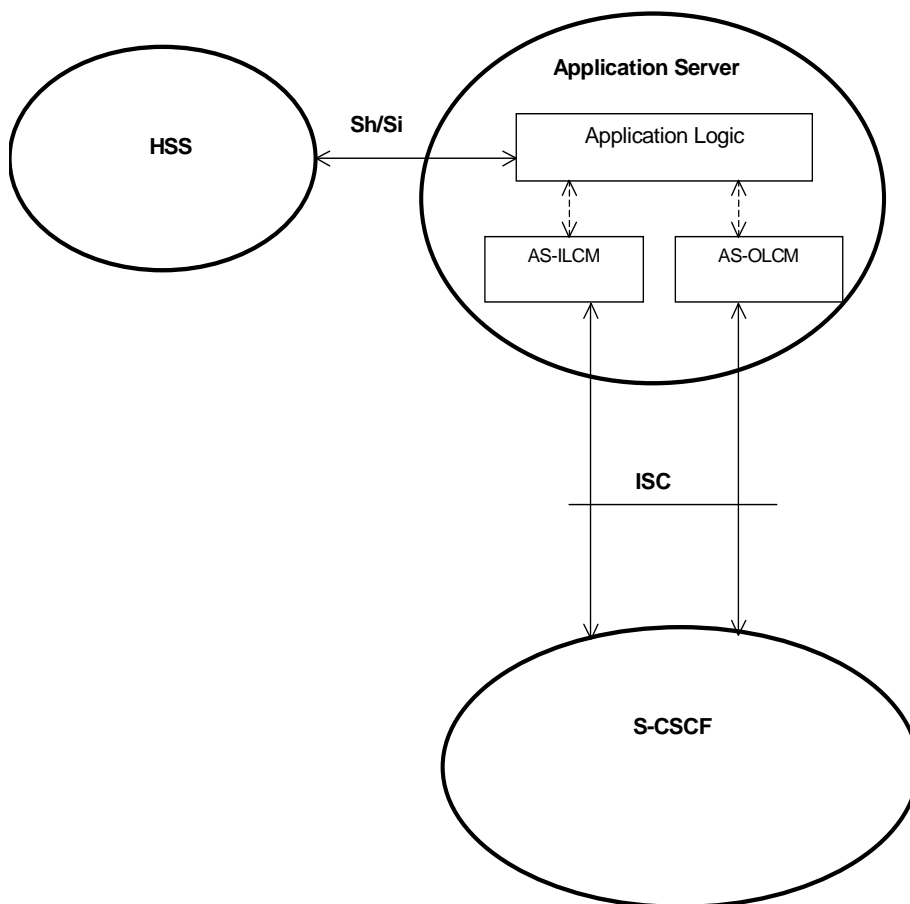 Application Server
Sh/Si
HSS
Application Logic
AS-ILCM
AS-OLCM
ISC
S-CSCF